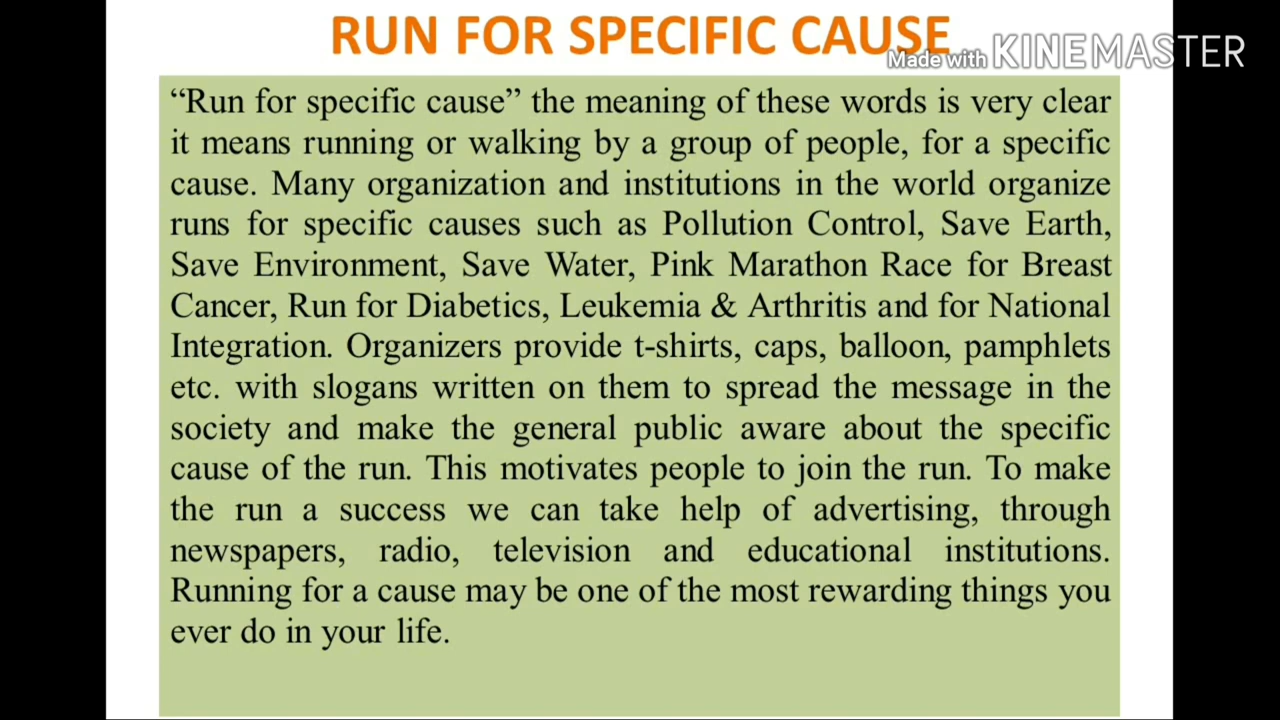 RUN FOR SPECIFIC CAUSE
Made with KINEMASTER
“Run for specific cause” the meaning of these words is very clear
it means running or walking by a group of people, for a specific
cause. Many organization and institutions in the world organize
runs for specific causes such as Pollution Control, Save Earth,
Save Environment, Save Water, Pink Marathon Race for Breast
Cancer, Run for Diabetics, Leukemia & Arthritis and for National
Integration. Organizers provide t-shirts, caps, balloon, pamphlets
etc. with slogans written on them to spread the message in the
society and make the general public aware about the specific
cause of the run. This motivates people to join the run. To make
the run a success we can take help of advertising, through
newspapers, radio, television and educational institutions.
Running for a cause may be one of the most rewarding things you
ever do in your life.